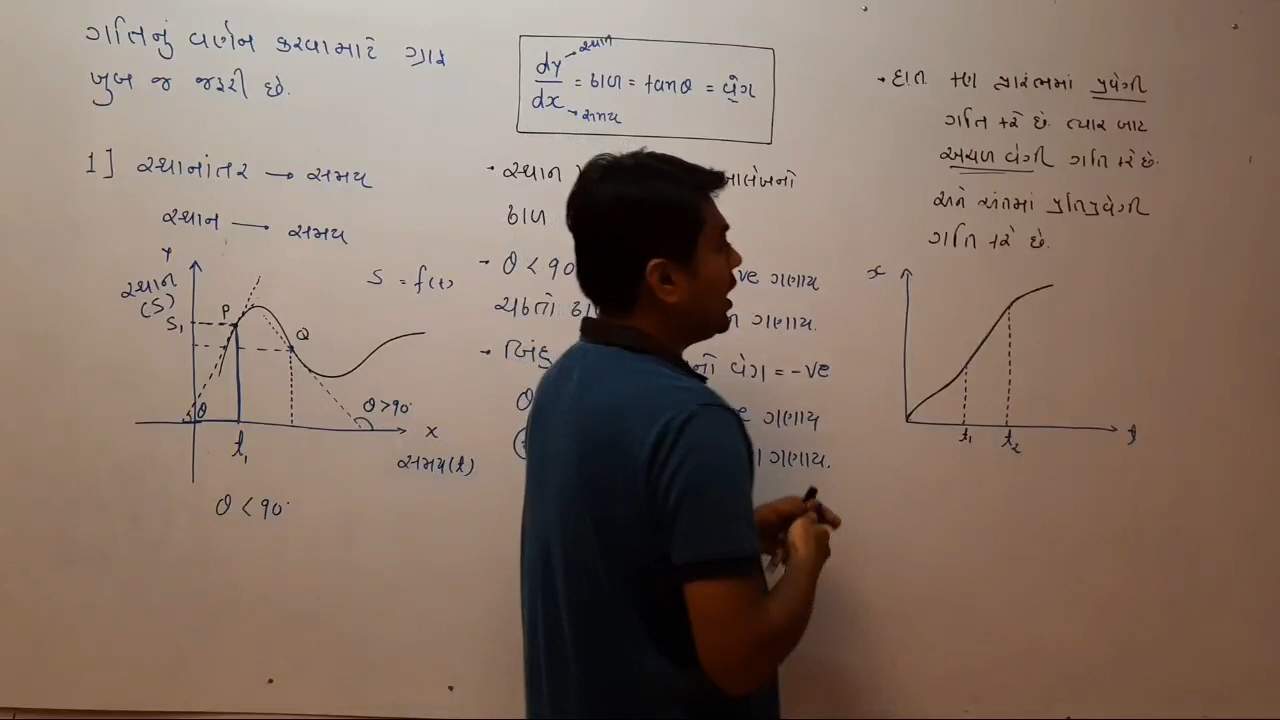 ગતિનું વર્ણન કરવા માટે ગ્રાફ
ખુબ જ જરૂરી છે.
1] સ્થાનાંતર → સમય
સ્થાન → સમય
Y
સ્થાન
(S)
S = f(t)
P
S₁
Q
θ
θ>90°
X
t₁
સમય(t)
θ < 90°
dy/dx = ઢાળ = tanθ = વેગ
સ્થાન
સમય
• સ્થાન
આલેખનો
ઢાળ
• θ < 90
ve ગણાય
ચઢતો
ગણાય.
• બિંદુ
નો વેગ = -ve
θ
ગણાય
ગણાય.
• દા.ત પ્રારંભમાં પ્રવેગી
ગતિ કરે છે. ત્યાર બાદ
અચળ વેગી ગતિ કરે છે.
અને અંતમાં પ્રતિપ્રવેગી
ગતિ કરે છે.
x
t₁
t₂
t